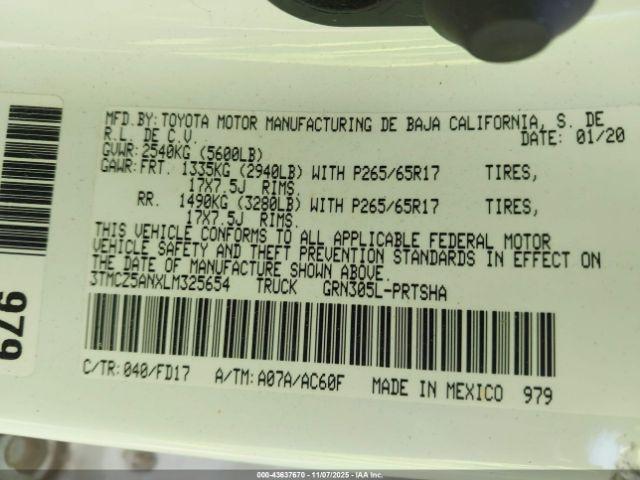 MFD.BY:TOYOTA MOTOR MANUFACTURING DE BAJA CALIFORNIA, S. DE
R.L. DE C.V. DATE: 01/20
GVWR:2540KG (5600LB)
GAWR:FRT. 1335KG (2940LB) WITH P265/65R17 TIRES,
17X7.5J RIMS.
RR. 1490KG (3280LB) WITH P265/65R17 TIRES,
17X7.5J RIMS.
THIS VEHICLE CONFORMS TO ALL APPLICABLE FEDERAL MOTOR
VEHICLE SAFETY AND THEFT PREVENTION STANDARDS IN EFFECT ON
THE DATE OF MANUFACTURE SHOWN ABOVE.
3TMCZ5ANXLM325654 TRUCK GRN305L-PRTSHA
C/TR:040/FD17 A/TM:A07A/AC60F MADE IN MEXICO 979
979
000-43637670 - 11/07/2025 - IAA Inc.